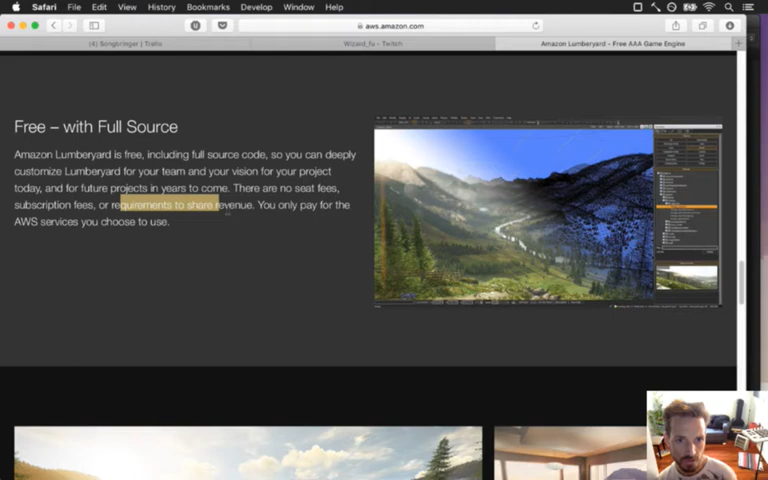 Safari File Edit View History Bookmarks Develop Window Help
aws.amazon.com
(4) Songbringer | Trello
Wizard_fu - Twitch
Amazon Lumberyard – Free AAA Game Engine
Free – with Full Source
Amazon Lumberyard is free, including full source code, so you can deeply
customize Lumberyard for your team and your vision for your project
today, and for future projects in years to come. There are no seat fees,
subscription fees, or requirements to share revenue. You only pay for the
AWS services you choose to use.